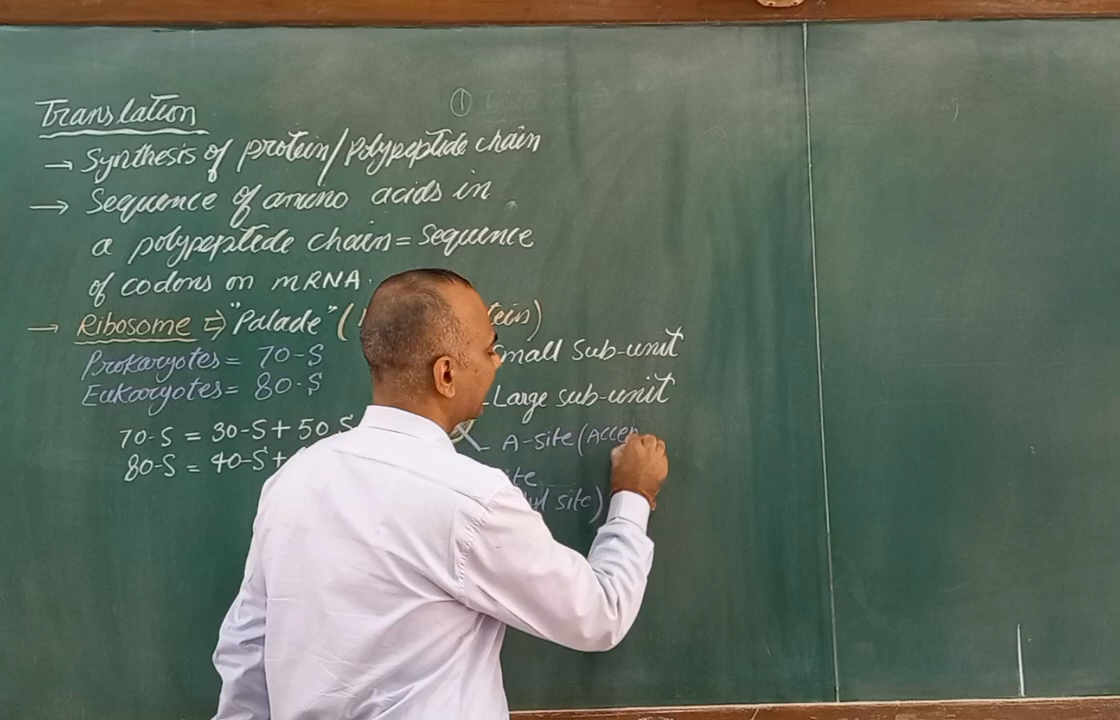 Translation
→ Synthesis of protein/polypeptide chain
→ Sequence of amino acids in
a polypeptide chain = Sequence
of codons on mRNA.
→ Ribosome ⇒ "Palade" (
Small Sub-unit
Prokaryotes = 70-S
Eukaryotes = 80-S
Large sub-unit
70-S = 30-S + 50 S
A-site (Accep
80-S = 40-S +
site)